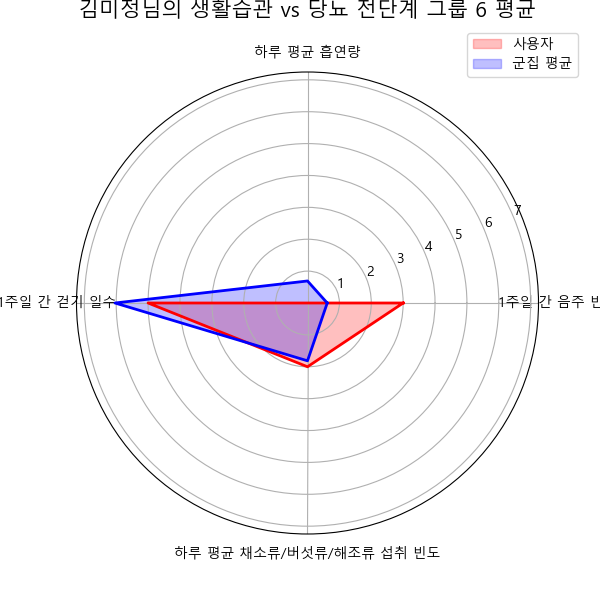 김미정님의 생활습관 vs 당뇨 전단계 그룹 6 평균
사용자
군집 평균
하루 평균 흡연량
7
6
5
4
3
2
1
1주일 간 걷기 일수
1주일 간 음주 빈
하루 평균 채소류/버섯류/해조류 섭취 빈도